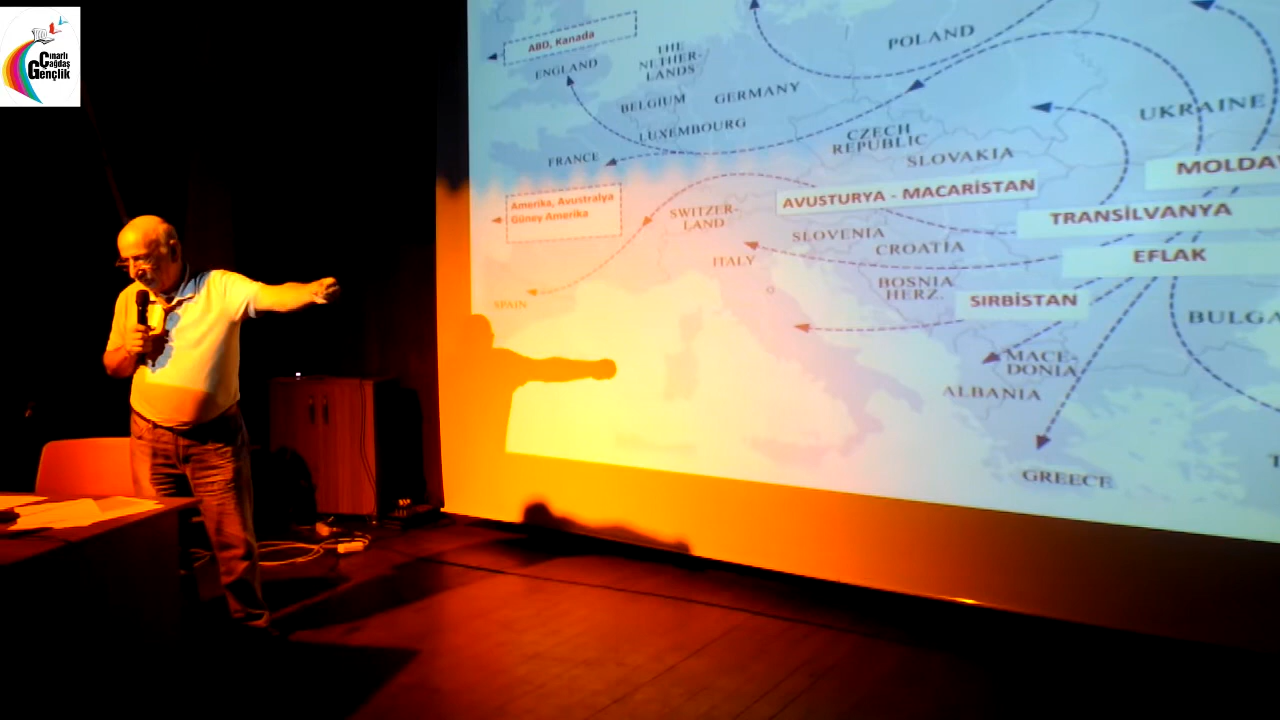 Çınarlı
Çağdaş
Gençlik
ABD, Kanada
ENGLAND
THE
NETHER-
LANDS
POLAND
BELGIUM
GERMANY
UKRAINE
LUXEMBOURG
FRANCE
CZECH
REPUBLIC
SLOVAKIA
MOLDAV
Amerika, Avustralya
Güney Amerika
AVUSTURYA - MACARİSTAN
SWITZER-
LAND
TRANSİLVANYA
SLOVENIA
CROATIA
ITALY
EFLAK
BOSNIA
HERZ.
SIRBİSTAN
SPAIN
BULGA
MACE-
DONIA
ALBANIA
GREECE
T